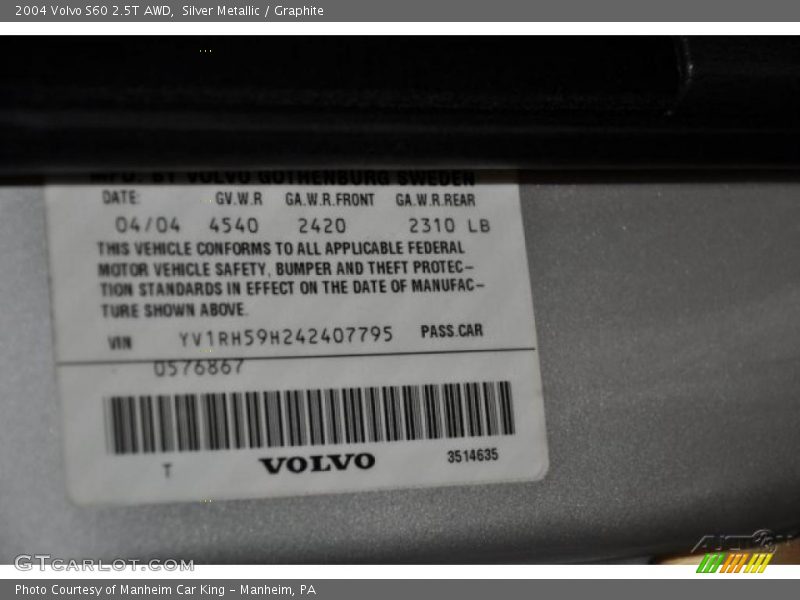 2004 Volvo S60 2.5T AWD,  Silver Metallic / Graphite
MFD. BY VOLVO GOTHENBURG SWEDEN
DATE: G.V.W.R GA.W.R.FRONT GA.W.R.REAR
04/04 4540 2420 2310 LB
THIS VEHICLE CONFORMS TO ALL APPLICABLE FEDERAL
MOTOR VEHICLE SAFETY, BUMPER AND THEFT PROTEC-
TION STANDARDS IN EFFECT ON THE DATE OF MANUFAC-
TURE SHOWN ABOVE.
VIN YV1RH59H242407795 PASS.CAR
0576867
T VOLVO 3514635
GTCARLOT.COM
Photo Courtesy of Manheim Car King - Manheim, PA